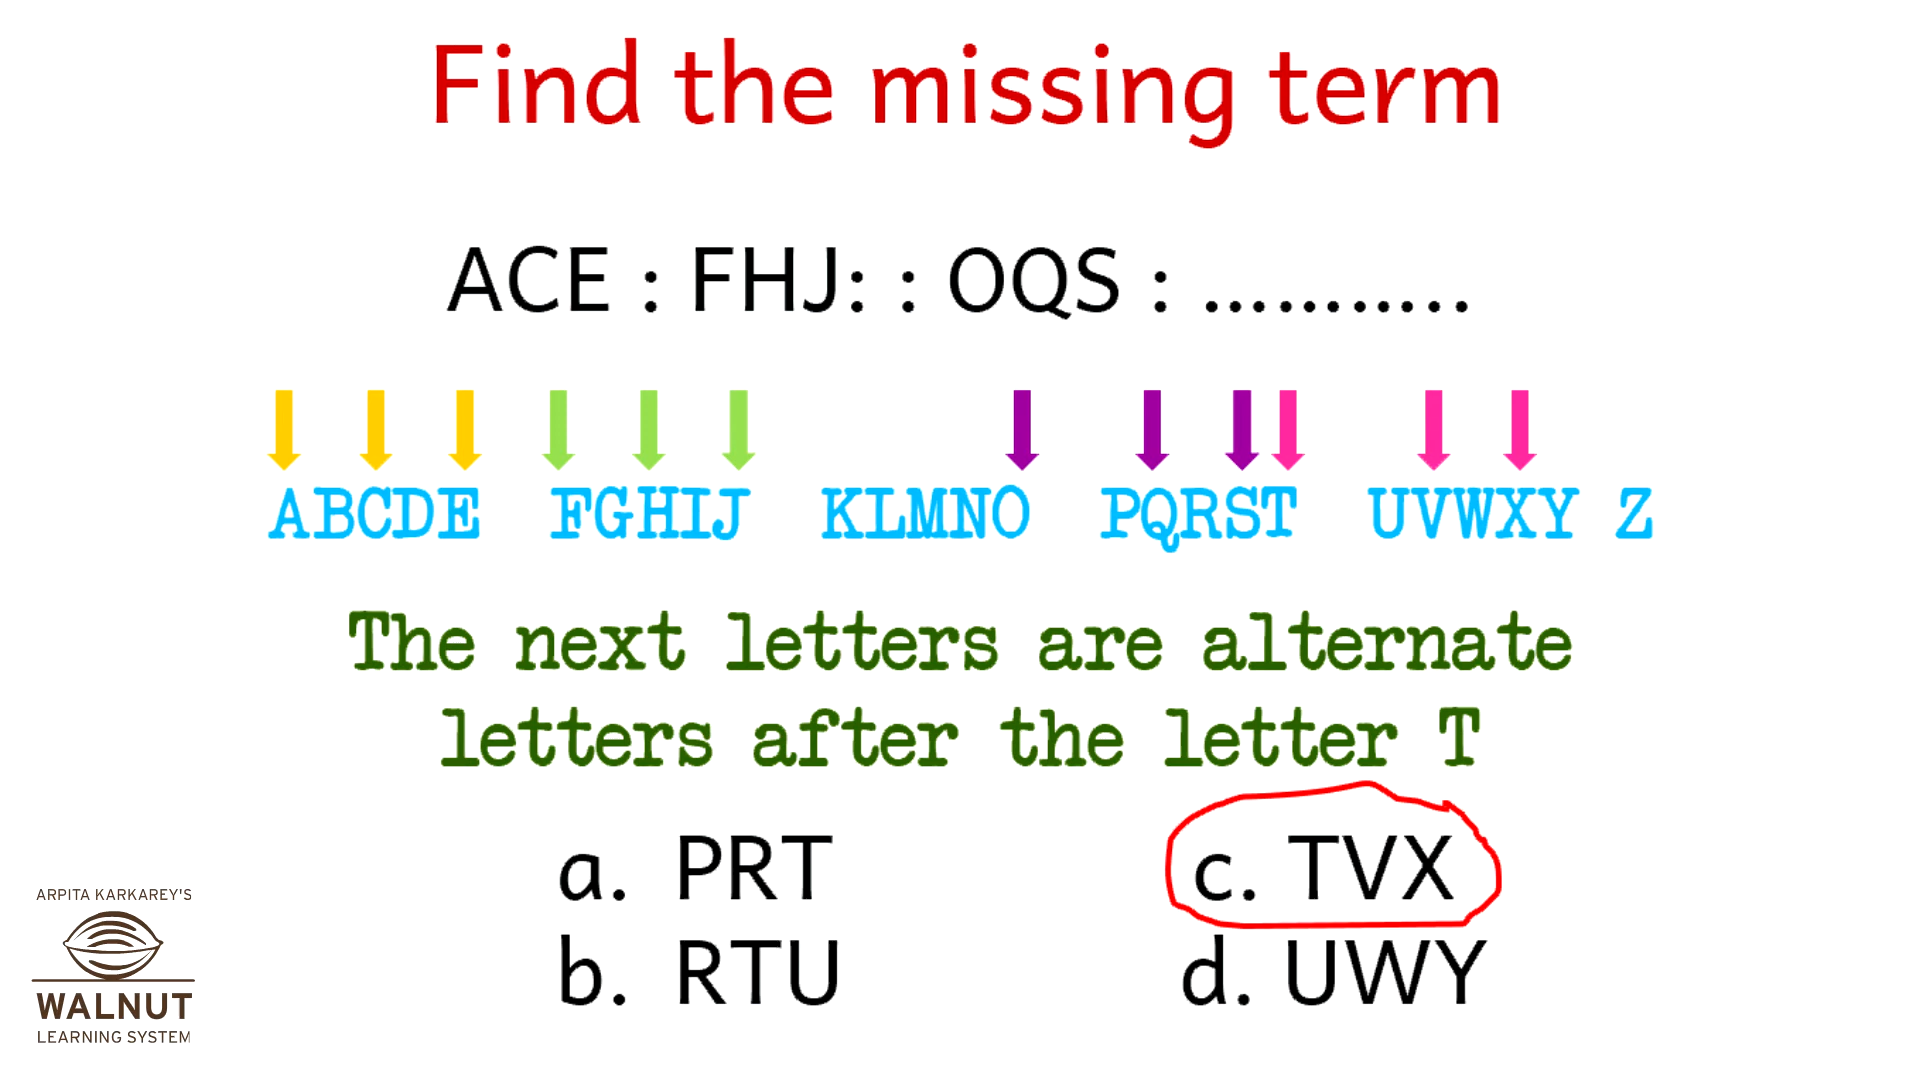 Find the missing term
ACE : FHJ: : OQS : ...........
ABCDE FGHIJ KLMNO PQRST UVWXY Z
The next letters are alternate
letters after the letter T
a. PRT
b. RTU
c. TVX
d. UWY
ARPITA KARKAREY'S
WALNUT
LEARNING SYSTEM